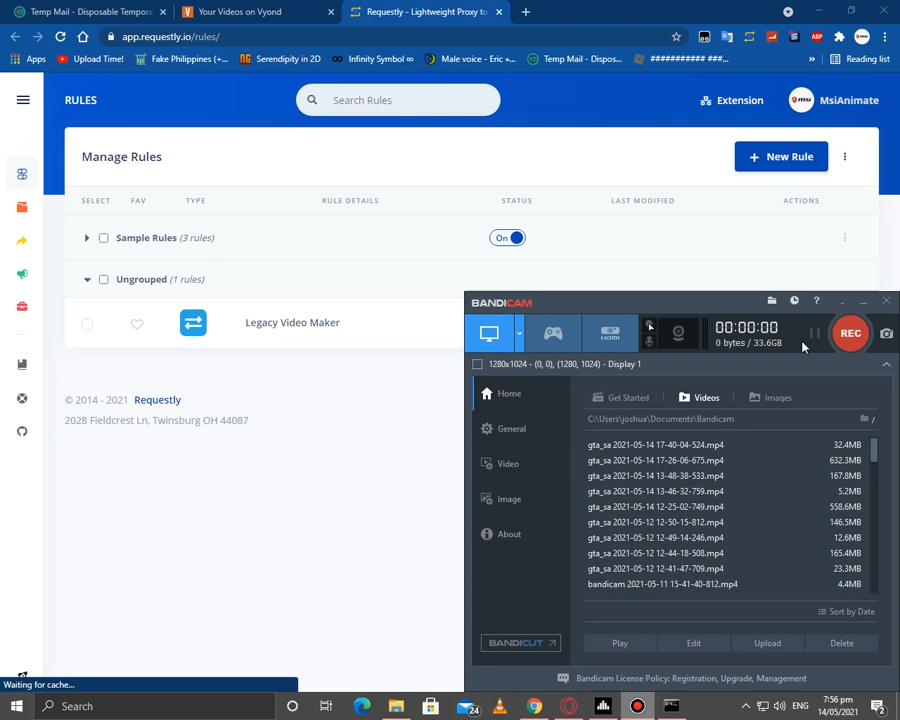 Temp Mail - Disposable Tempora
Your Videos on Vyond
Requestly - Lightweight Proxy to
app.requestly.io/rules/
Apps
Upload Time!
Fake Philippines (+...
Serendipity in 2D
Infinity Symbol ∞
Male voice - Eric »...
Temp Mail - Dispos...
########### ###...
»
Reading list
RULES
Search Rules
Extension
MsiAnimate
Manage Rules
+ New Rule
SELECT FAV TYPE RULE DETAILS STATUS LAST MODIFIED ACTIONS
Sample Rules (3 rules)
On
Ungrouped (1 rules)
Legacy Video Maker
© 2014 - 2021 Requestly
2028 Fieldcrest Ln, Twinsburg OH 44087
BANDICAM
HDMI
00:00:00
0 bytes / 33.6GB
REC
1280x1024 - (0, 0), (1280, 1024) - Display 1
Home
General
Video
Image
About
Get Started
Videos
Images
C:\Users\joshua\Documents\Bandicam
gta_sa 2021-05-14 17-40-04-524.mp4 32.4MB
gta_sa 2021-05-14 17-26-06-675.mp4 632.3MB
gta_sa 2021-05-14 13-48-38-533.mp4 167.8MB
gta_sa 2021-05-14 13-46-32-759.mp4 5.2MB
gta_sa 2021-05-14 12-25-02-749.mp4 558.6MB
gta_sa 2021-05-12 12-50-15-812.mp4 146.5MB
gta_sa 2021-05-12 12-49-14-246.mp4 12.6MB
gta_sa 2021-05-12 12-44-18-508.mp4 165.4MB
gta_sa 2021-05-12 12-41-47-709.mp4 23.3MB
bandicam 2021-05-11 15-41-40-812.mp4 4.4MB
Sort by Date
BANDICUT
Play
Edit
Upload
Delete
Bandicam License Policy: Registration, Upgrade, Management
Waiting for cache...
Search
24
ENG
7:56 pm
14/05/2021
2